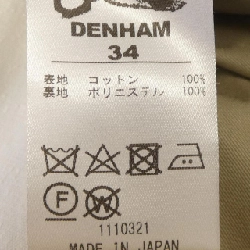 DENHAM
34
表地 コットン 100%
裏地 ポリエステル 100%
F W
1110321
MADE IN JAPAN